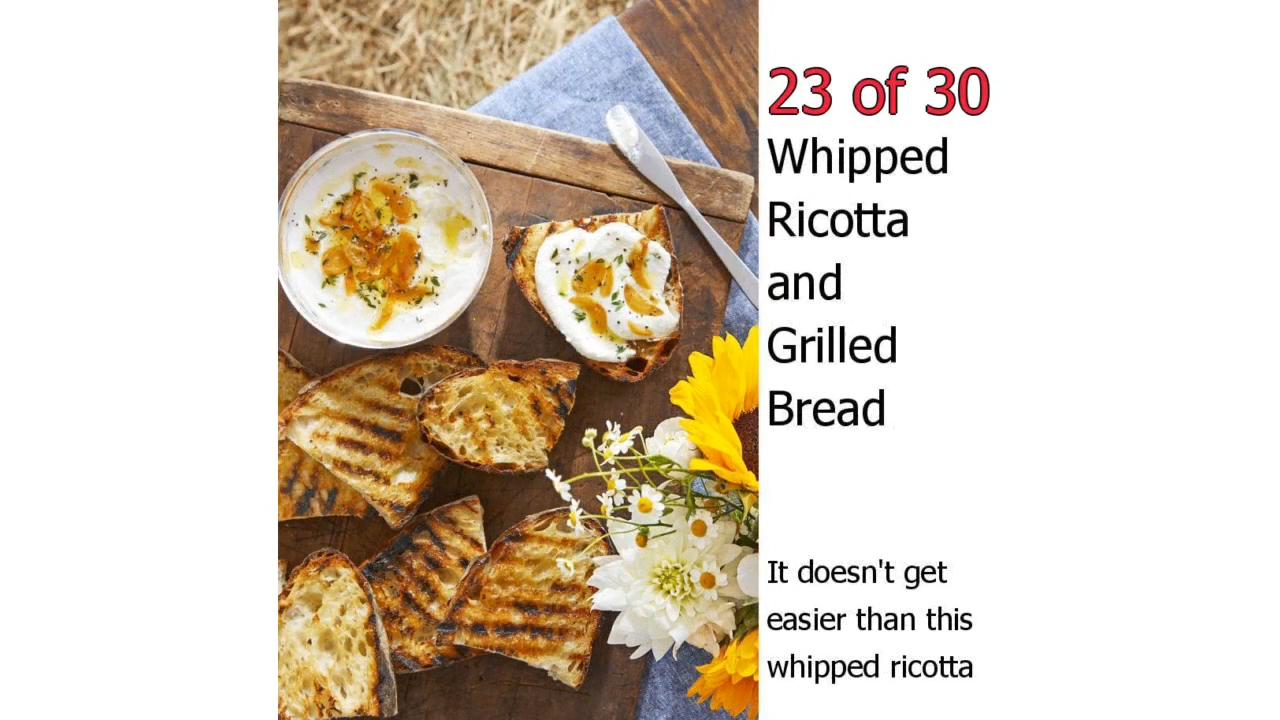 23 of 30
Whipped
Ricotta
and
Grilled
Bread
It doesn't get
easier than this
whipped ricotta